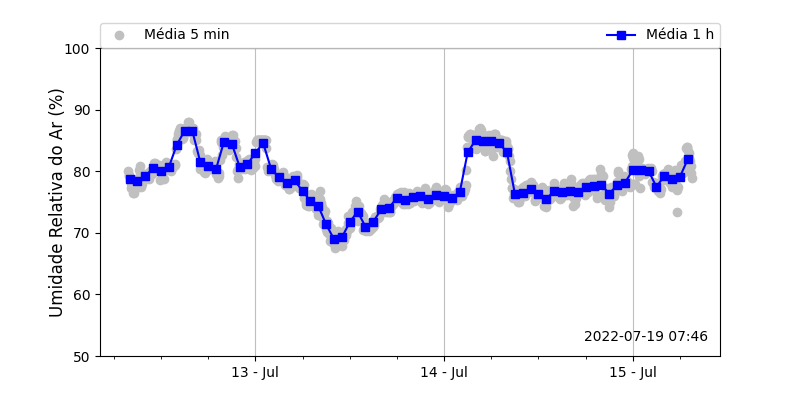 Média 5 min
Média 1 h
Umidade Relativa do Ar (%)
100
90
80
70
60
50
2022-07-19 07:46
13 - Jul
14 - Jul
15 - Jul